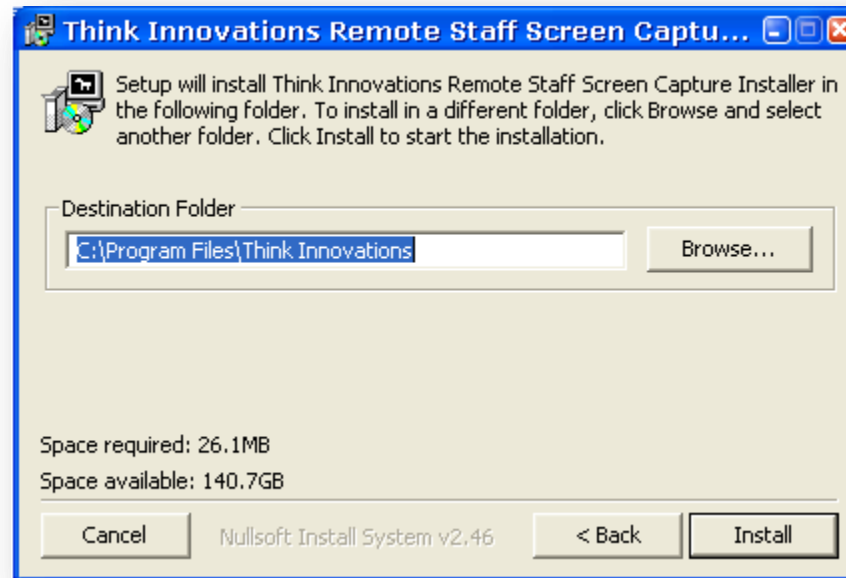 Think Innovations Remote Staff Screen Captu...
Setup will install Think Innovations Remote Staff Screen Capture Installer in
the following folder. To install in a different folder, click Browse and select
another folder. Click Install to start the installation.
Destination Folder
C:\Program Files\Think Innovations
Browse...
Space required: 26.1MB
Space available: 140.7GB
Cancel
Nullsoft Install System v2.46
< Back
Install